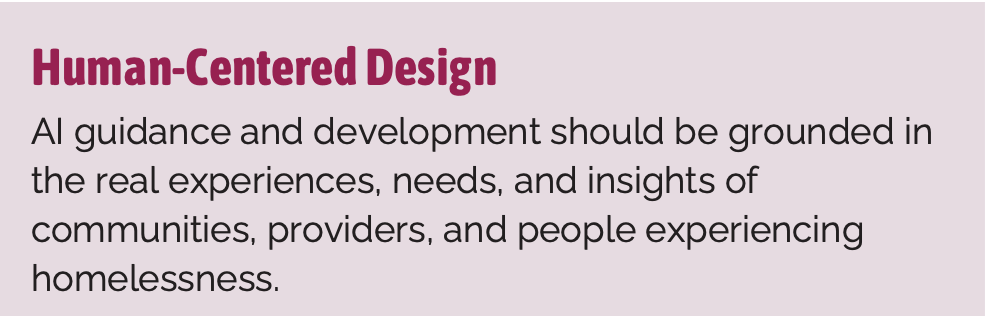 Human-Centered Design
AI guidance and development should be grounded in
the real experiences, needs, and insights of
communities, providers, and people experiencing
homelessness.